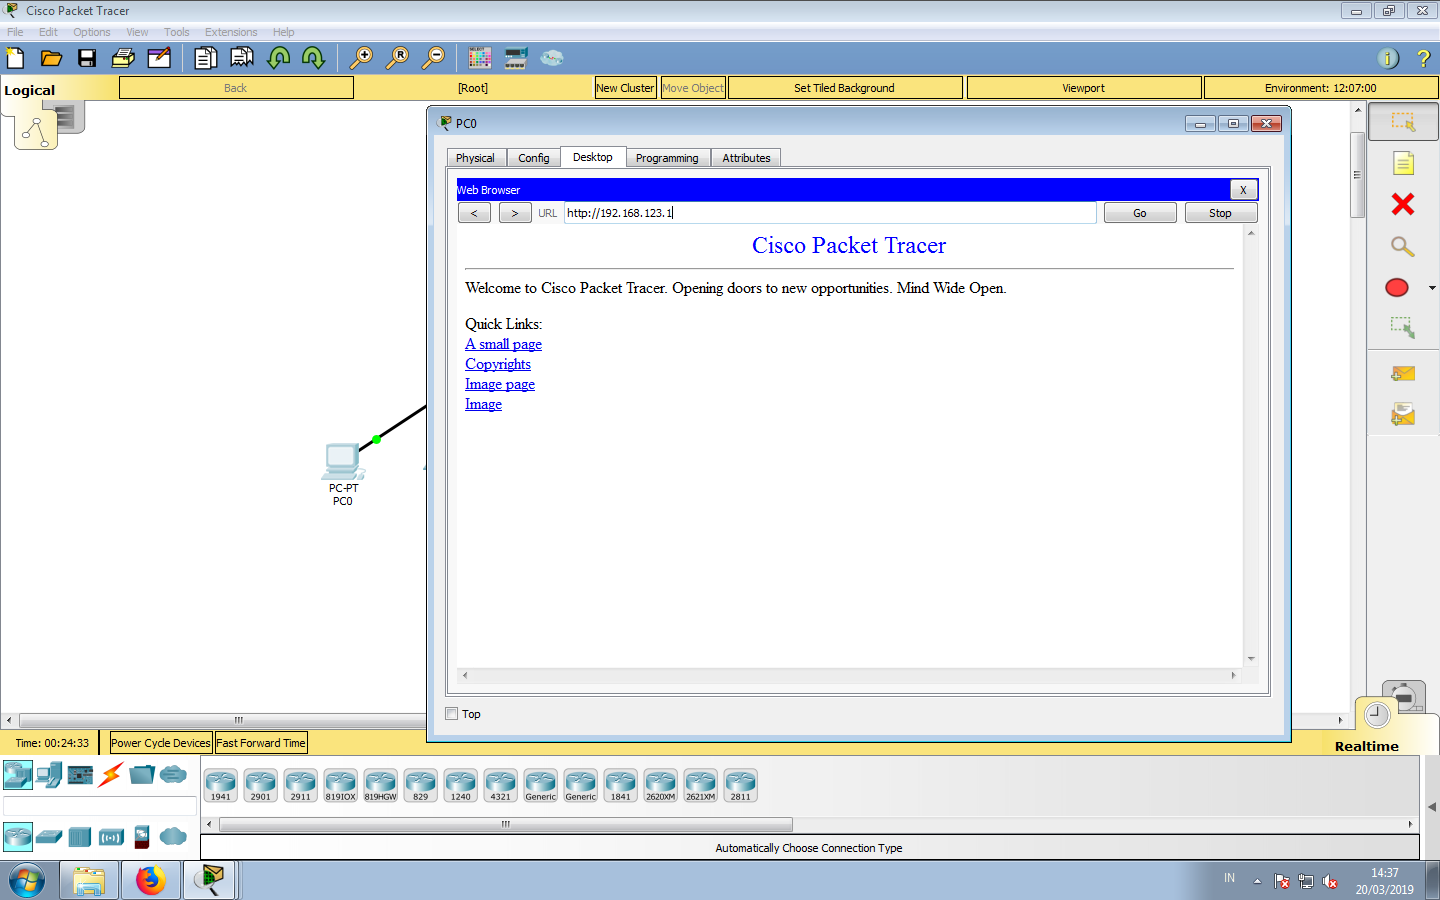 Cisco Packet Tracer
File Edit Options View Tools Extensions Help
Logical
Back
[Root]
New Cluster
Move Object
Set Tiled Background
Viewport
Environment: 12:07:00
PC0
Physical
Config
Desktop
Programming
Attributes
Web Browser
X
<
>
URL
http://192.168.123.1
Go
Stop
Cisco Packet Tracer
Welcome to Cisco Packet Tracer. Opening doors to new opportunities. Mind Wide Open.
Quick Links:
A small page
Copyrights
Image page
Image
PC-PT
PC0
Top
Time: 00:24:33
Power Cycle Devices
Fast Forward Time
Realtime
1941
2901
2911
819IOX
819HGW
829
1240
4321
Generic
Generic
1841
2620XM
2621XM
2811
Automatically Choose Connection Type
IN
14:37
20/03/2019